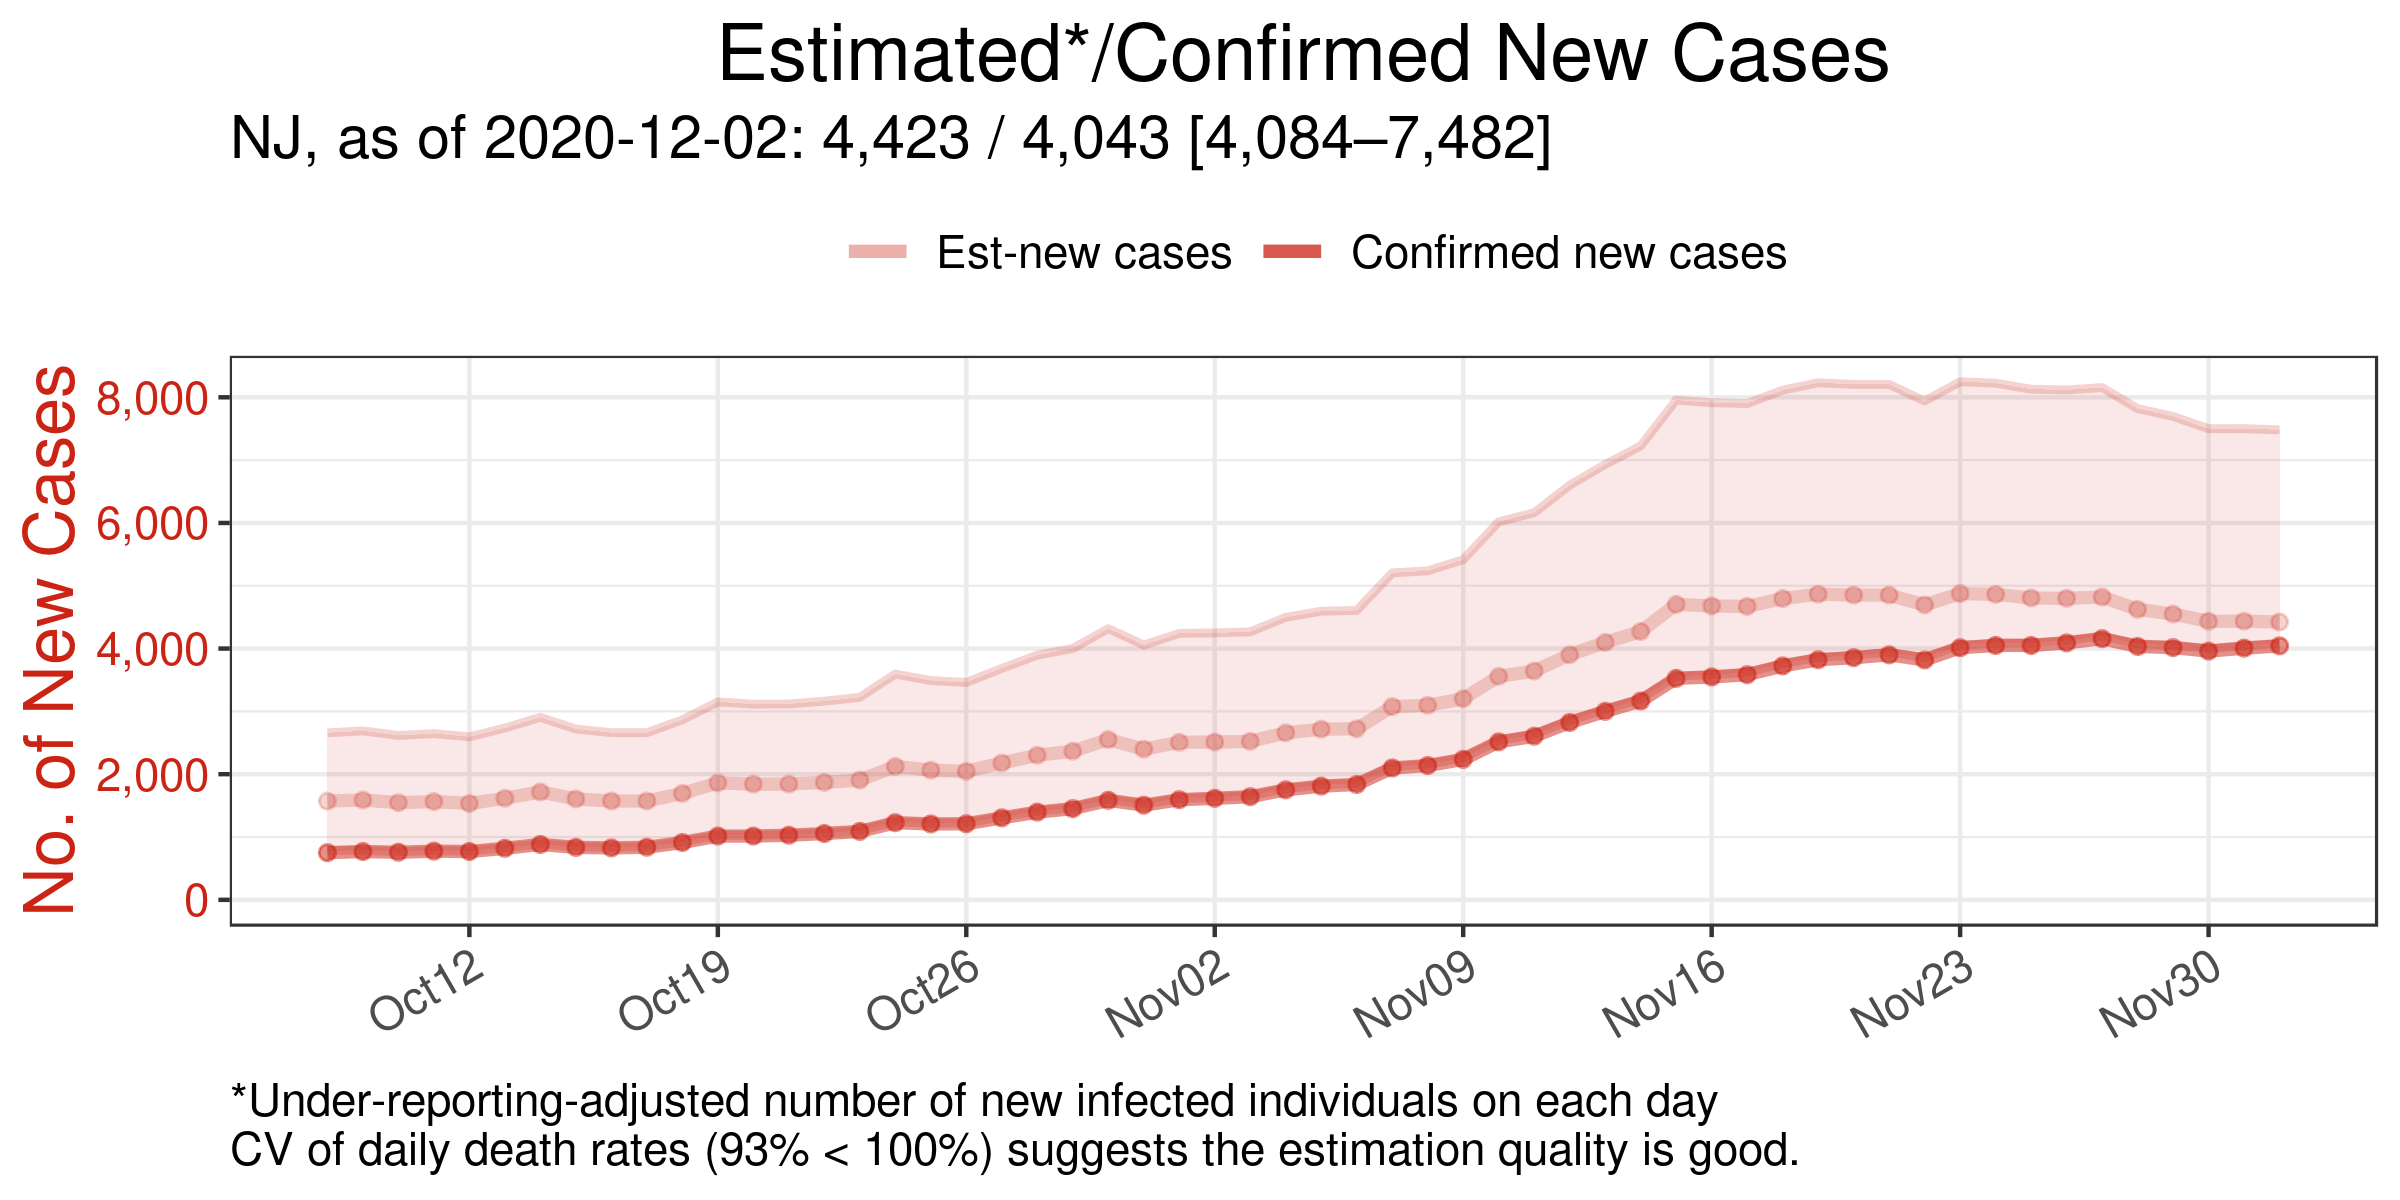 Estimated*/Confirmed New Cases
NJ, as of 2020-12-02: 4,423 / 4,043 [4,084–7,482]
Est-new cases
Confirmed new cases
No. of New Cases
8,000
6,000
4,000
2,000
0
Oct12
Oct19
Oct26
Nov02
Nov09
Nov16
Nov23
Nov30
*Under-reporting-adjusted number of new infected individuals on each day
CV of daily death rates (93% < 100%) suggests the estimation quality is good.